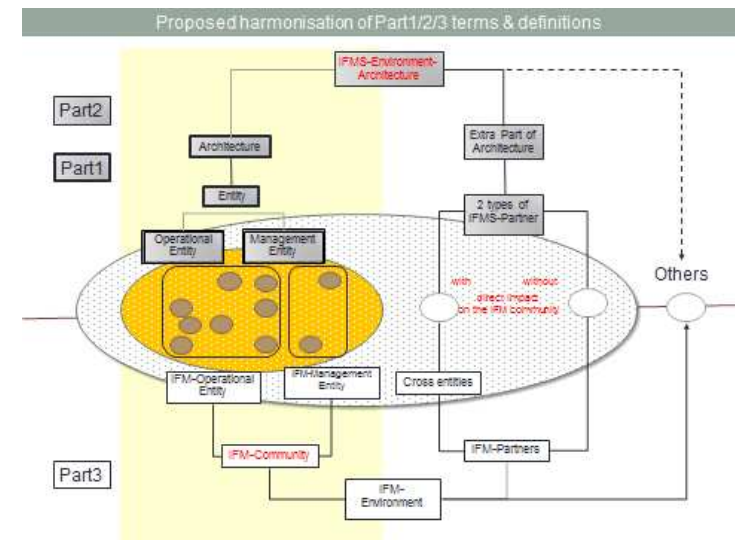 Proposed harmonisation of Part1/2/3 terms & definitions
IFMS-Environment-
Architecture
Part2
Extra Part of
Architecture
Architecture
Part1
Entity
2 types of
IFMS-Partner
Operational
Entity
Management
Entity
Others
with without
direct impact
on the IFM community
IFM-Operational
Entity
IFM-Management
Entity
Cross entities
IFM-Community
IFM-Partners
Part3
IFM-
Environment